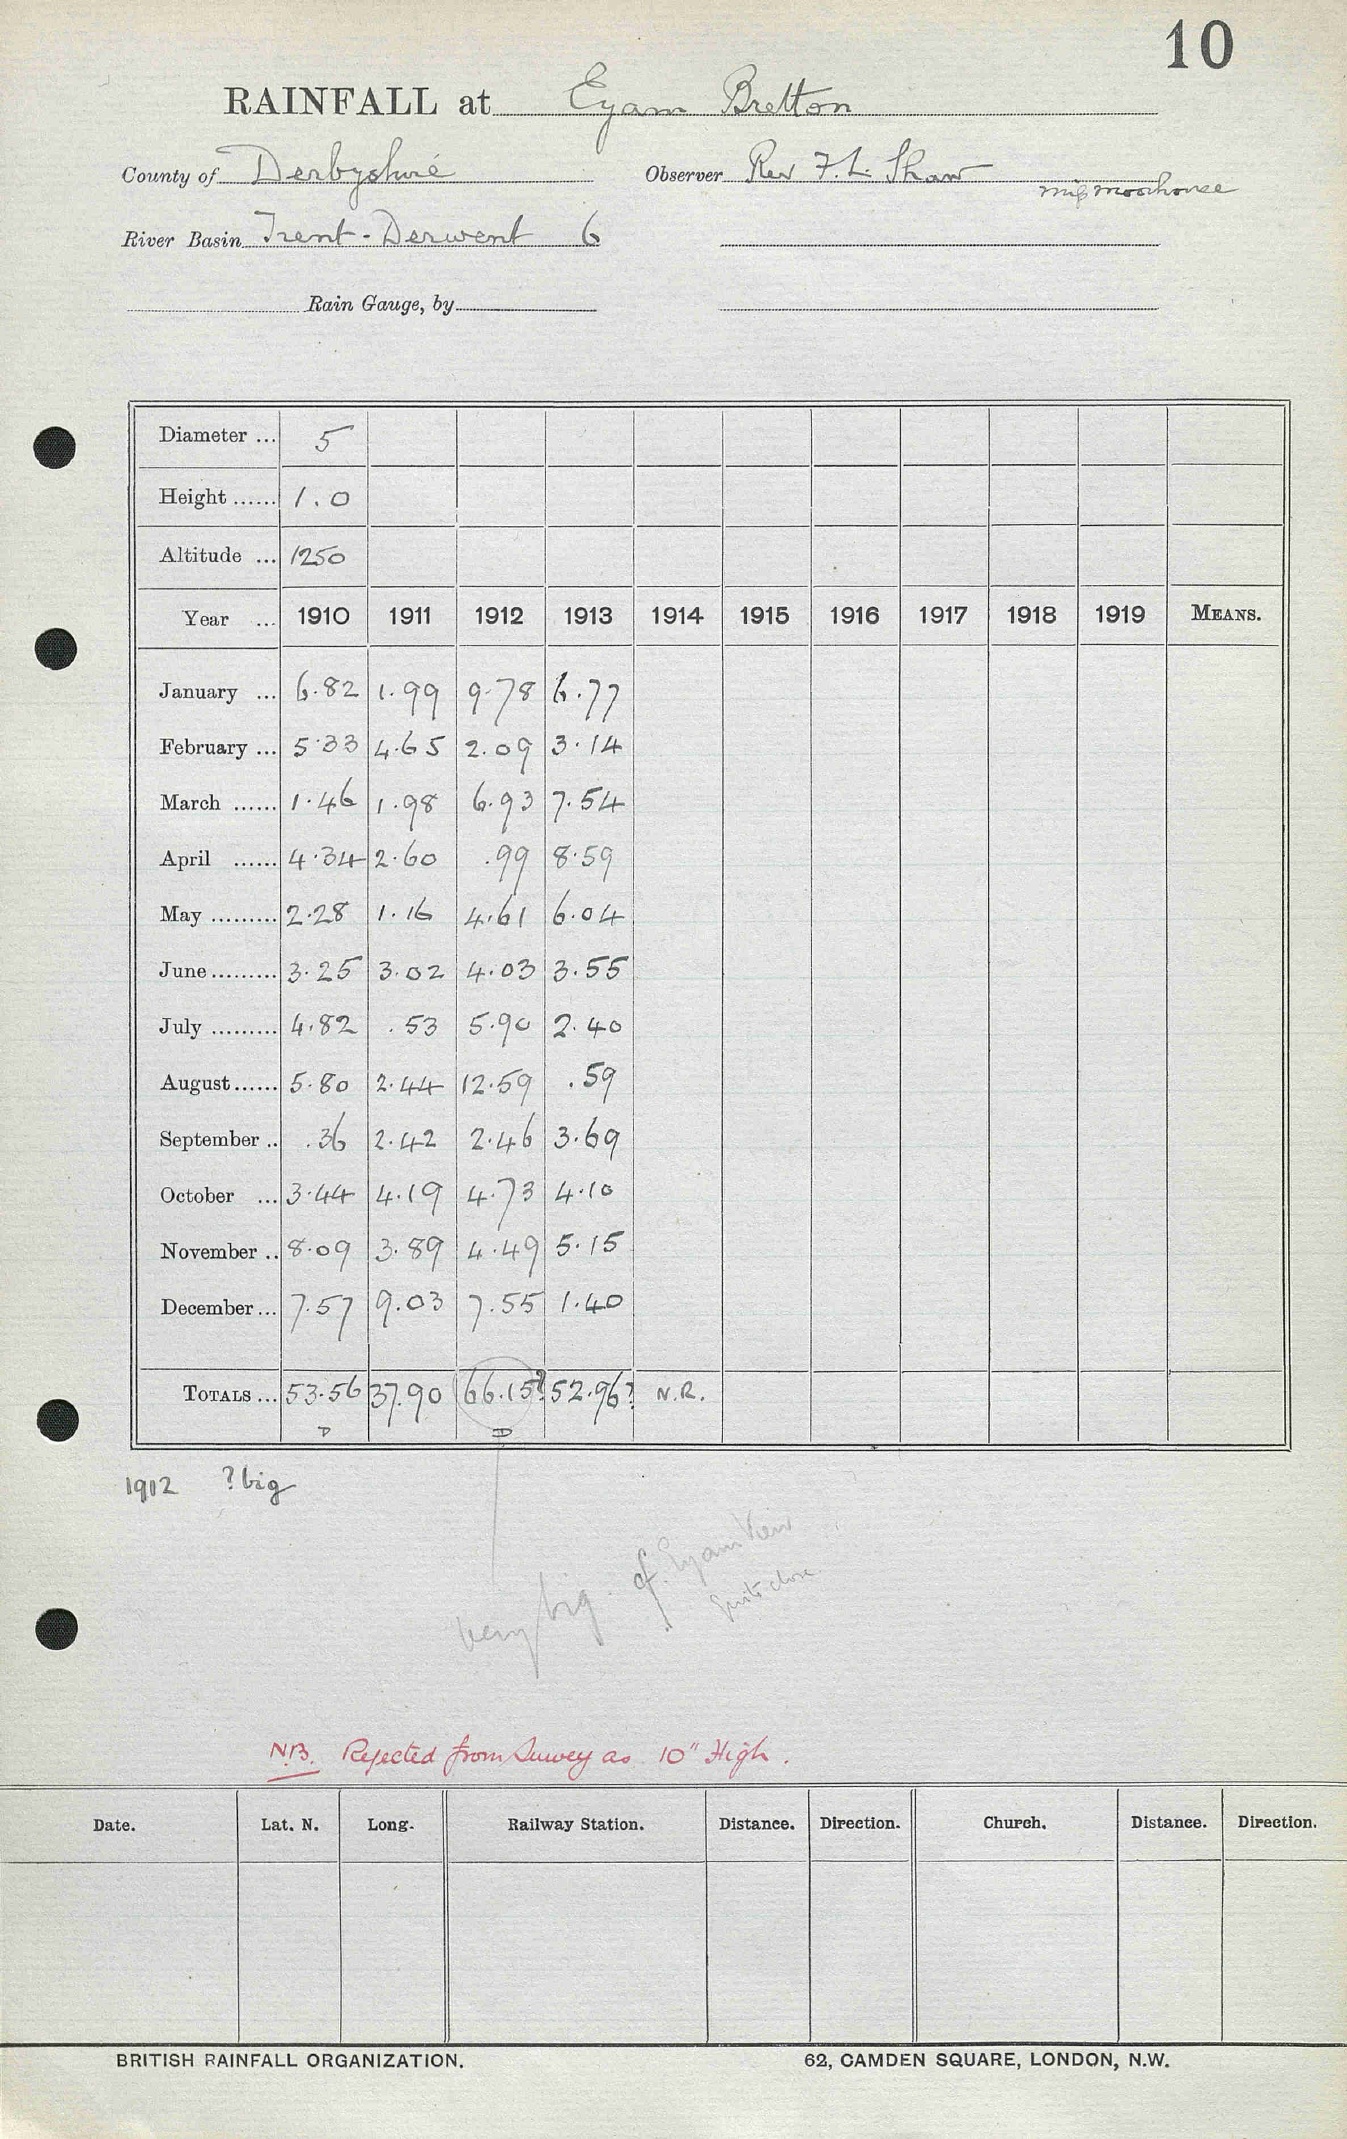 10
RAINFALL at Eyam Bretton
County of Derbyshire Observer Rev F. L. Shaw
Miss Moorhouse
River Basin Trent - Derwent 6
Rain Gauge, by
Diameter ... 5
Height ...... 1.0
Altitude ... 1250
Year ... 1910 1911 1912 1913 1914 1915 1916 1917 1918 1919 MEANS.
January ... 6.82 1.99 9.78 6.77
February ... 5.33 4.65 2.09 3.14
March ...... 1.46 1.98 6.93 7.54
April ...... 4.34 2.60 .99 8.59
May ......... 2.28 1.16 4.61 6.04
June ......... 3.25 3.02 4.03 3.55
July ......... 4.82 .53 5.90 2.40
August ...... 5.80 2.44 12.59 .59
September .. .36 2.42 2.46 3.69
October ... 3.44 4.19 4.73 4.10
November .. 8.09 3.89 4.49 5.15
December ... 7.57 9.03 7.55 1.40
TOTALS ... 53.56 37.90 66.15? 52.96? N.R.
D D
1912 ? big
very big. cf. Eyam View
quite close
N.B. Rejected from Survey as 10" High.
Date. Lat. N. Long. Railway Station. Distance. Direction. Church. Distance. Direction.
BRITISH RAINFALL ORGANIZATION. 62, CAMDEN SQUARE, LONDON, N.W.